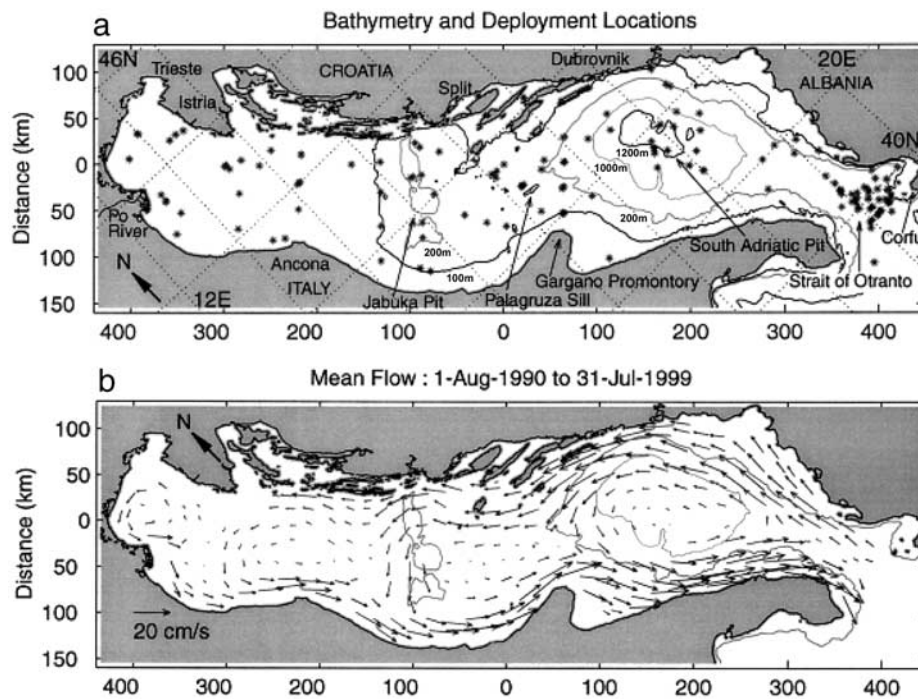 a
Bathymetry and Deployment Locations
46N
Trieste
CROATIA
Dubrovnik
20E
ALBANIA
Istria
Split
40N
1200m
1000m
200m
Po
River
South Adriatic Pit
Corfu
Ancona
200m
100m
Gargano Promontory
Strait of Otranto
N
12E
ITALY
Jabuka Pit
Palagruza Sill
Distance (km)
100
50
0
50
100
150
400 300 200 100 0 100 200 300 400
b
Mean Flow : 1-Aug-1990 to 31-Jul-1999
N
Distance (km)
100
50
0
50
100
150
20 cm/s
400 300 200 100 0 100 200 300 400